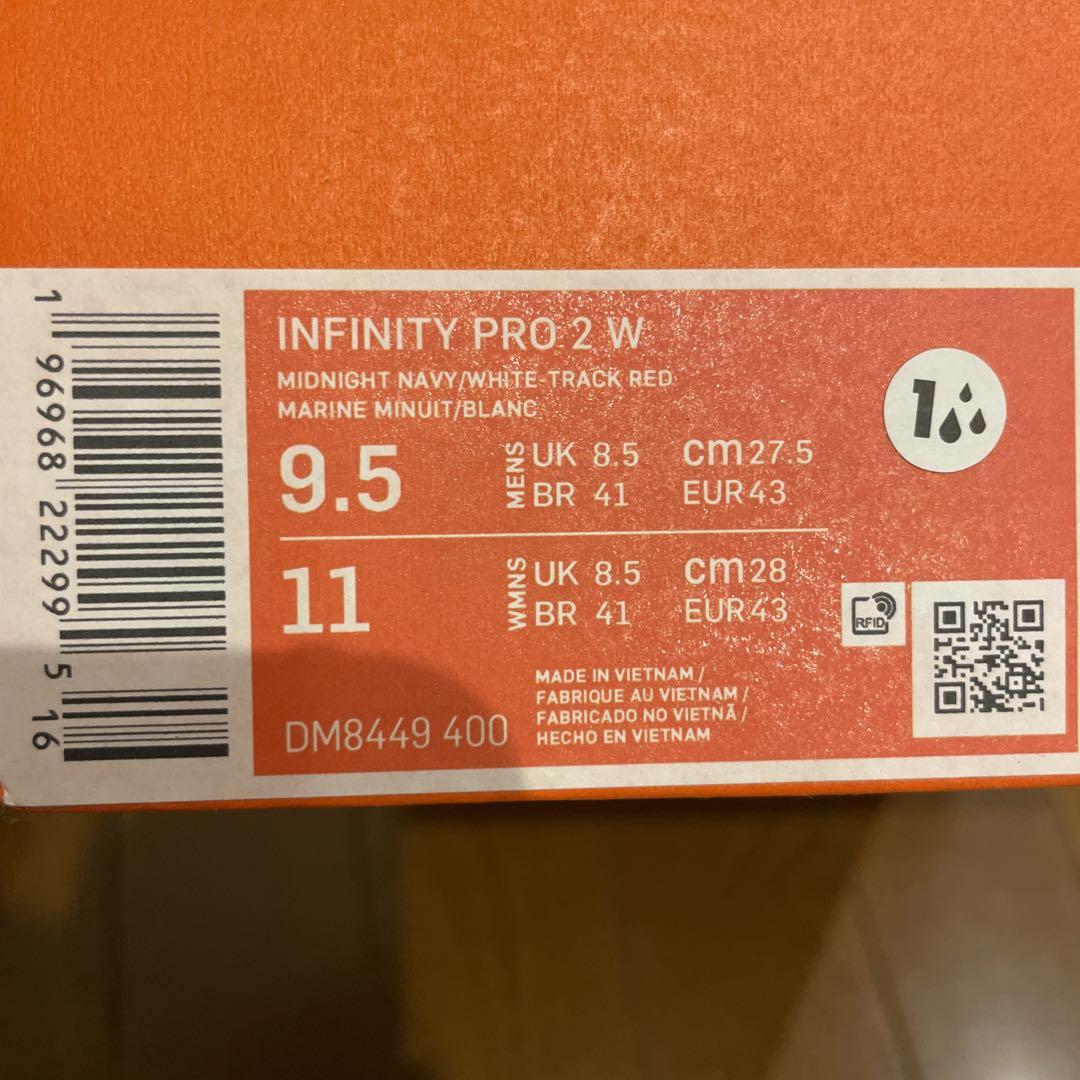 1 96968 22299 5 16
INFINITY PRO 2 W
MIDNIGHT NAVY/WHITE-TRACK RED
MARINE MINUIT/BLANC
9.5 MENS UK 8.5 cm 27.5
BR 41 EUR 43
11 WMNS UK 8.5 cm 28
BR 41 EUR 43
DM8449 400
MADE IN VIETNAM /
FABRIQUE AU VIETNAM /
FABRICADO NO VIETNÃ /
HECHO EN VIETNAM
1
RFID